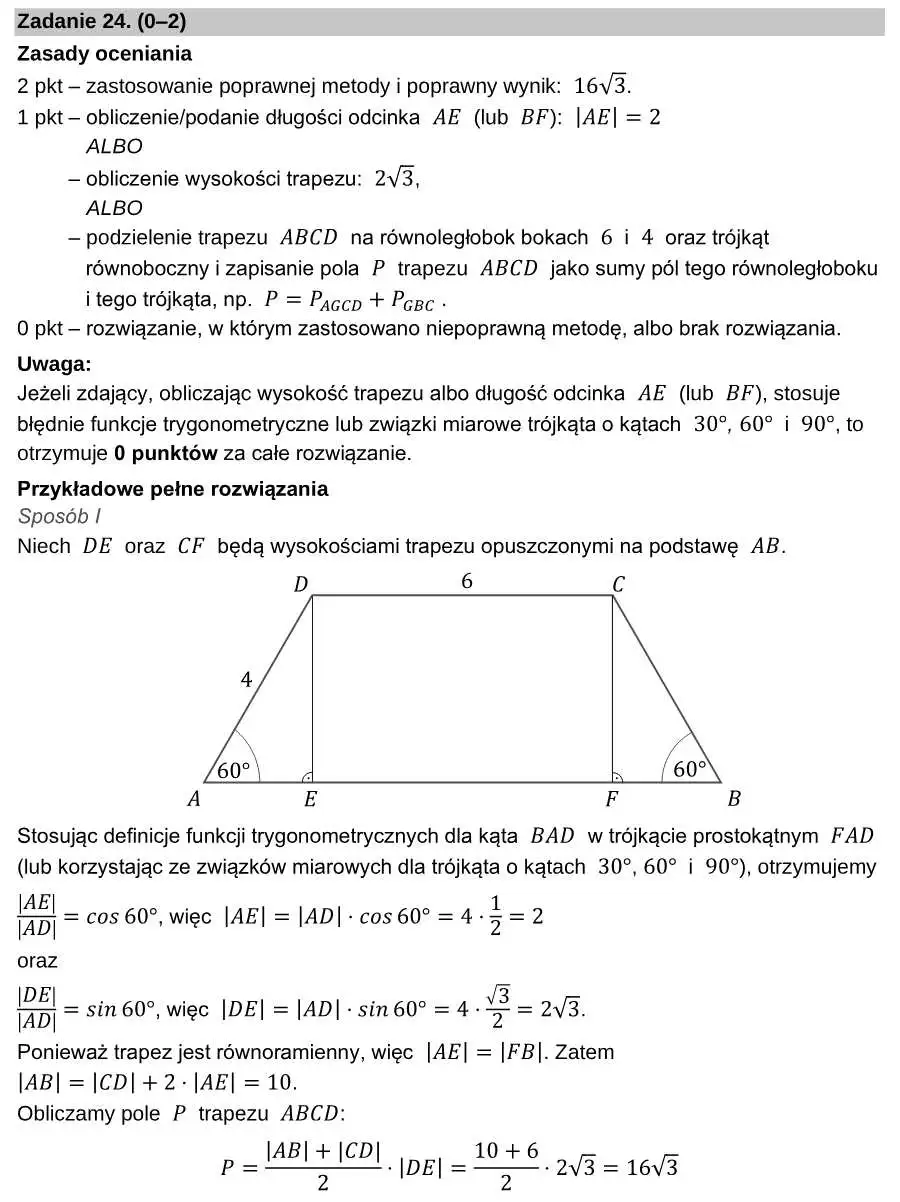 Zadanie 24. (0–2)
Zasady oceniania
2 pkt – zastosowanie poprawnej metody i poprawny wynik: 16√3.
1 pkt – obliczenie/podanie długości odcinka AE (lub BF): |AE| = 2
ALBO
– obliczenie wysokości trapezu: 2√3,
ALBO
– podzielenie trapezu ABCD na równoległobok bokach 6 i 4 oraz trójkąt
równoboczny i zapisanie pola P trapezu ABCD jako sumy pól tego równoległoboku
i tego trójkąta, np. P = P_AGCD + P_GBC .
0 pkt – rozwiązanie, w którym zastosowano niepoprawną metodę, albo brak rozwiązania.
Uwaga:
Jeżeli zdający, obliczając wysokość trapezu albo długość odcinka AE (lub BF), stosuje
błędnie funkcje trygonometryczne lub związki miarowe trójkąta o kątach 30°, 60° i 90°, to
otrzymuje 0 punktów za całe rozwiązanie.
Przykładowe pełne rozwiązania
Sposób I
Niech DE oraz CF będą wysokościami trapezu opuszczonymi na podstawę AB.
D 6 C
4
60° 60°
A E F B
Stosując definicje funkcji trygonometrycznych dla kąta BAD w trójkącie prostokątnym FAD
(lub korzystając ze związków miarowych dla trójkąta o kątach 30°, 60° i 90°), otrzymujemy
|AE|/|AD| = cos 60°, więc |AE| = |AD| · cos 60° = 4 · 1/2 = 2
oraz
|DE|/|AD| = sin 60°, więc |DE| = |AD| · sin 60° = 4 · √3/2 = 2√3.
Ponieważ trapez jest równoramienny, więc |AE| = |FB|. Zatem
|AB| = |CD| + 2 · |AE| = 10.
Obliczamy pole P trapezu ABCD:
P = (|AB| + |CD|)/2 · |DE| = (10 + 6)/2 · 2√3 = 16√3